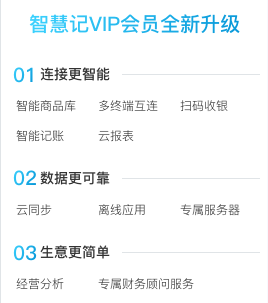 智慧记VIP会员全新升级
01 连接更智能
智能商品库 多终端互连 扫码收银
智能记账 云报表
02 数据更可靠
云同步 离线应用 专属服务器
03 生意更简单
经营分析 专属财务顾问服务